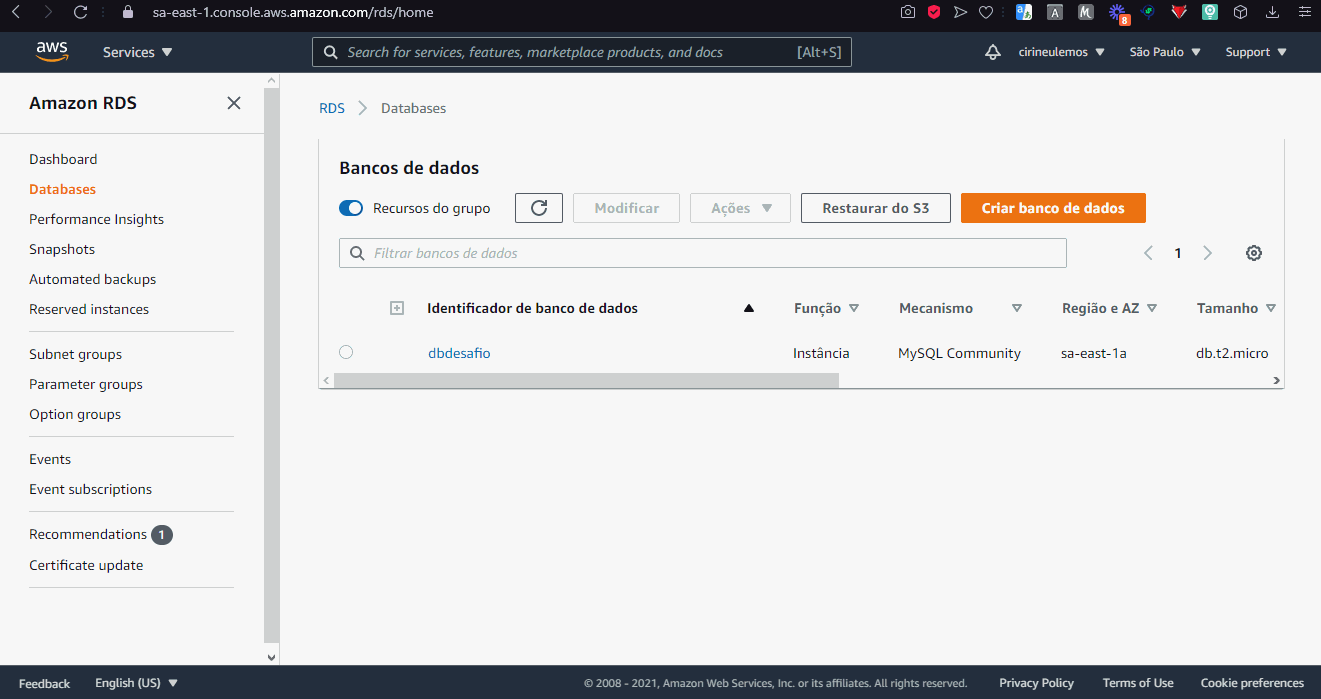 sa-east-1.console.aws.amazon.com/rds/home
8
aws
Services
Search for services, features, marketplace products, and docs [Alt+S]
cirineulemos
São Paulo
Support
Amazon RDS
Dashboard
Databases
Performance Insights
Snapshots
Automated backups
Reserved instances
Subnet groups
Parameter groups
Option groups
Events
Event subscriptions
Recommendations 1
Certificate update
RDS Databases
Bancos de dados
Recursos do grupo
Modificar
Ações
Restaurar do S3
Criar banco de dados
Filtrar bancos de dados
1
Identificador de banco de dados Função Mecanismo Região e AZ Tamanho
dbdesafio Instância MySQL Community sa-east-1a db.t2.micro
Feedback English (US) © 2008 - 2021, Amazon Web Services, Inc. or its affiliates. All rights reserved. Privacy Policy Terms of Use Cookie preferences